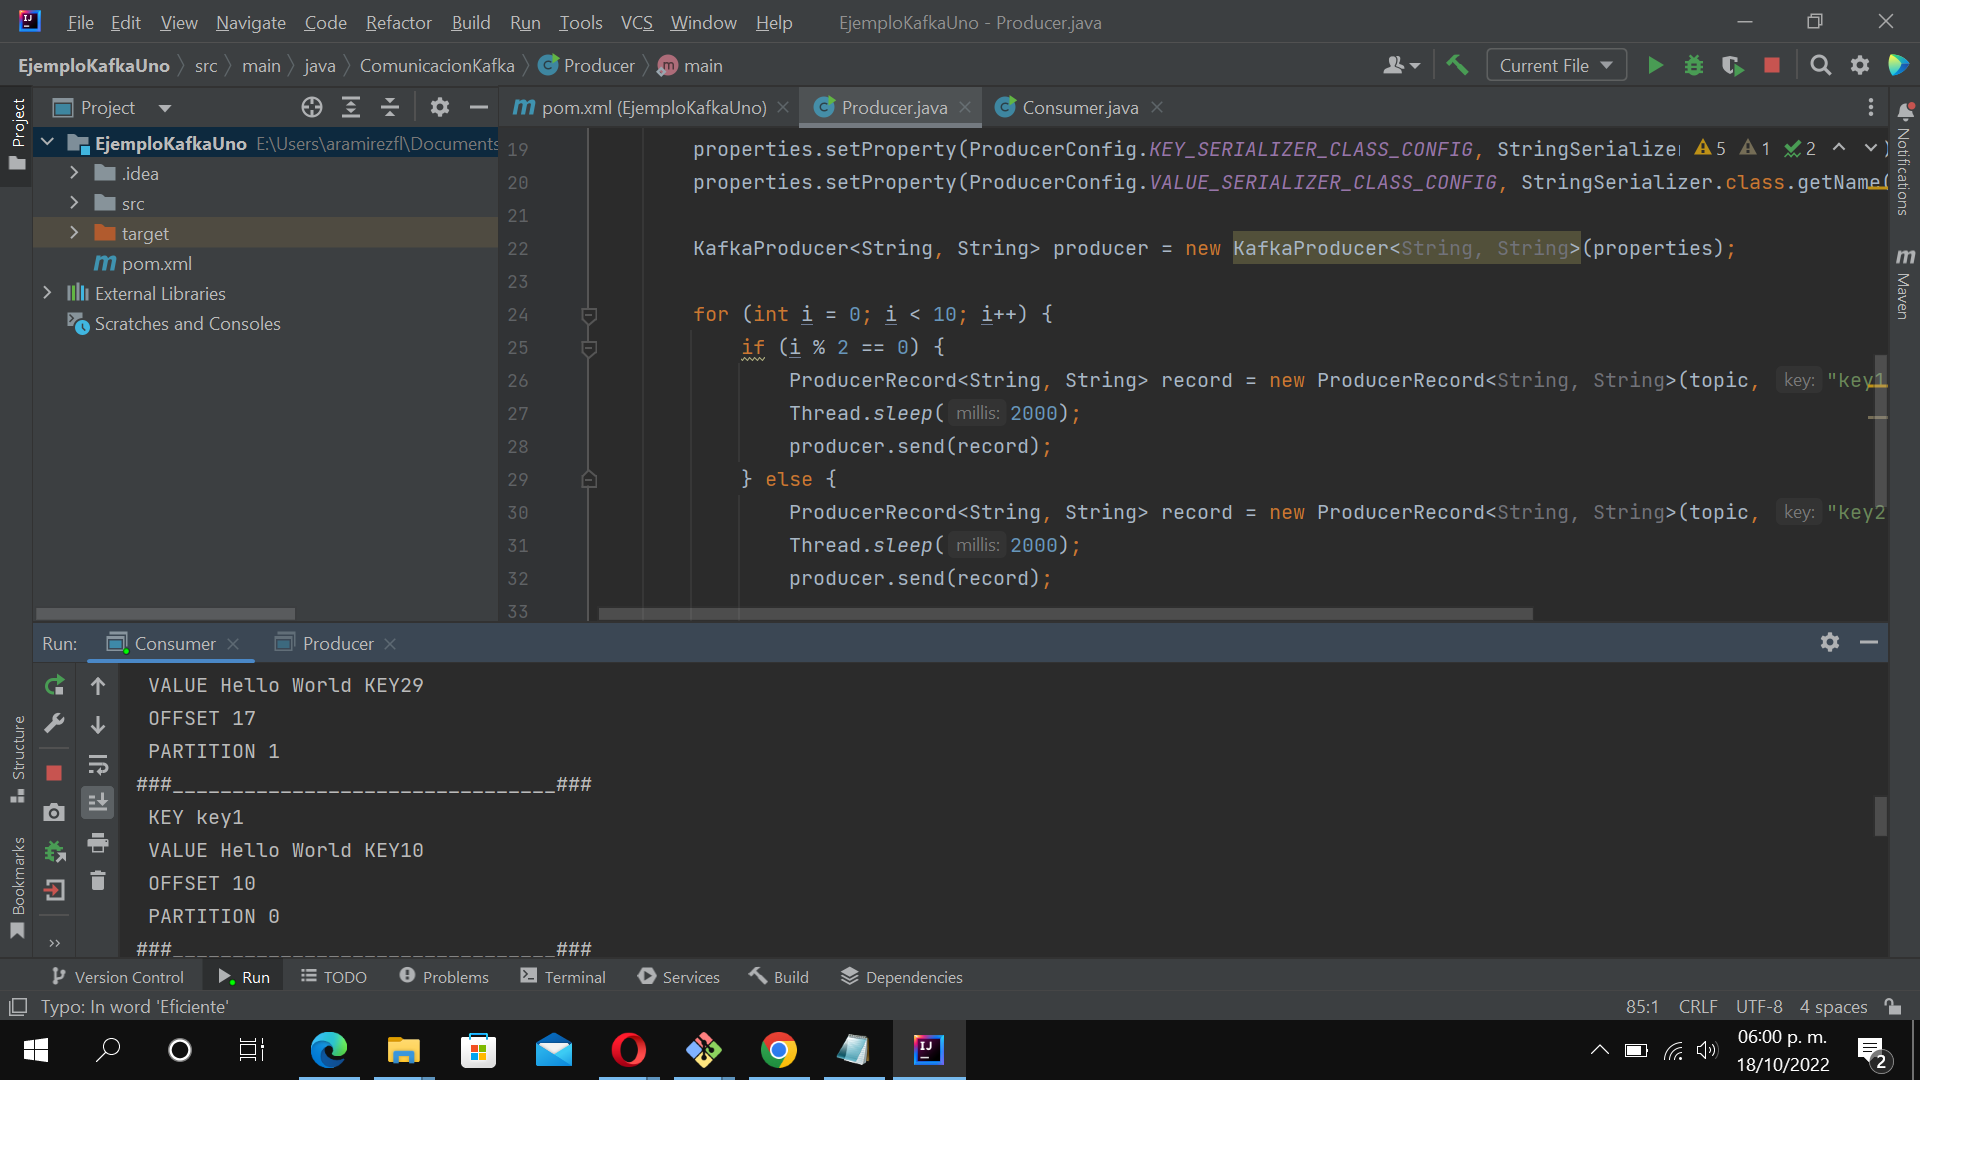 File Edit View Navigate Code Refactor Build Run Tools VCS Window Help EjemploKafkaUno - Producer.java
EjemploKafkaUno src main java ComunicacionKafka Producer main Current File
Project
Project
pom.xml (EjemploKafkaUno) Producer.java Consumer.java
EjemploKafkaUno E:\Users\aramirezfl\Documents
.idea
src
target
pom.xml
External Libraries
Scratches and Consoles
19 properties.setProperty(ProducerConfig.KEY_SERIALIZER_CLASS_CONFIG, StringSerializer 5 1 2
20 properties.setProperty(ProducerConfig.VALUE_SERIALIZER_CLASS_CONFIG, StringSerializer.class.getName(
21
22 KafkaProducer<String, String> producer = new KafkaProducer<String, String>(properties);
23
24 for (int i = 0; i < 10; i++) {
25 if (i % 2 == 0) {
26 ProducerRecord<String, String> record = new ProducerRecord<String, String>(topic, key: "key1
27 Thread.sleep( millis: 2000);
28 producer.send(record);
29 } else {
30 ProducerRecord<String, String> record = new ProducerRecord<String, String>(topic, key: "key2
31 Thread.sleep( millis: 2000);
32 producer.send(record);
33
Notifications
Maven
Run: Consumer Producer
VALUE Hello World KEY29
OFFSET 17
PARTITION 1
###________________________________###
KEY key1
VALUE Hello World KEY10
OFFSET 10
PARTITION 0
###________________________________###
Structure
Bookmarks
Version Control Run TODO Problems Terminal Services Build Dependencies
Typo: In word 'Eficiente' 85:1 CRLF UTF-8 4 spaces
06:00 p. m.
18/10/2022
2